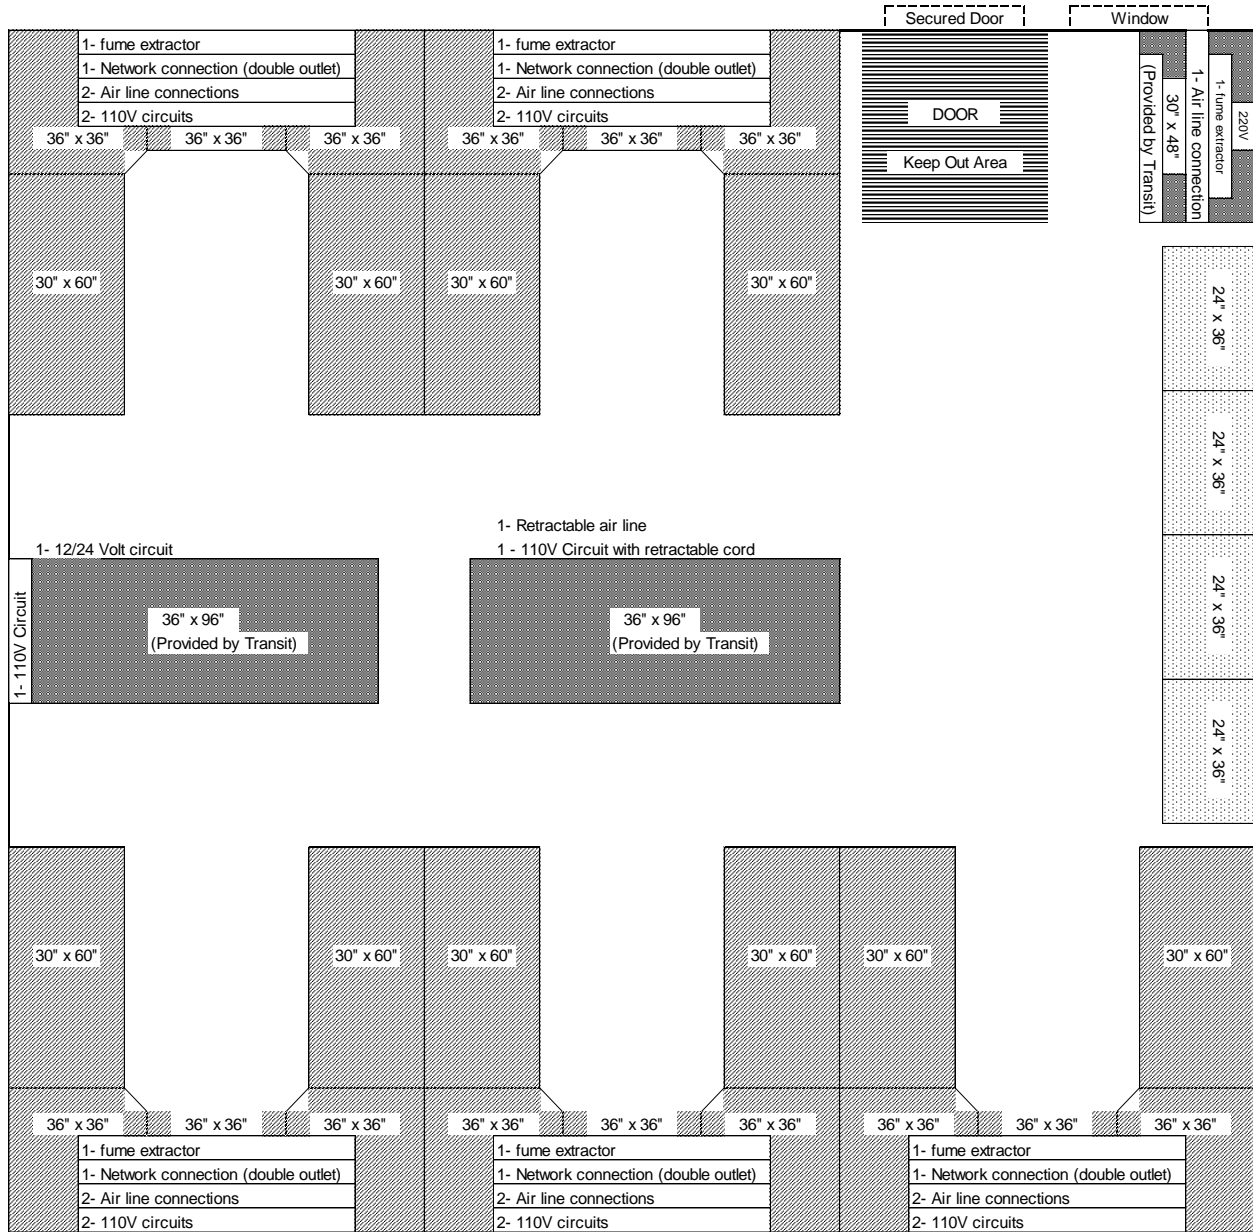 Secured Door
Window
1- fume extractor
1- Network connection (double outlet)
2- Air line connections
2- 110V circuits
36" x 36"
36" x 36"
36" x 36"
1- fume extractor
1- Network connection (double outlet)
2- Air line connections
2- 110V circuits
36" x 36"
36" x 36"
36" x 36"
DOOR
Keep Out Area
(Provided by Transit)
30" x 48"
1- Air line connection
1- fume extractor
220V
30" x 60"
30" x 60"
30" x 60"
30" x 60"
24" x 36"
24" x 36"
24" x 36"
24" x 36"
1- 12/24 Volt circuit
1- 110V Circuit
36" x 96"
(Provided by Transit)
1- Retractable air line
1 - 110V Circuit with retractable cord
36" x 96"
(Provided by Transit)
30" x 60"
30" x 60"
30" x 60"
30" x 60"
30" x 60"
30" x 60"
36" x 36"
36" x 36"
36" x 36"
1- fume extractor
1- Network connection (double outlet)
2- Air line connections
2- 110V circuits
36" x 36"
36" x 36"
36" x 36"
1- fume extractor
1- Network connection (double outlet)
2- Air line connections
2- 110V circuits
36" x 36"
36" x 36"
36" x 36"
1- fume extractor
1- Network connection (double outlet)
2- Air line connections
2- 110V circuits